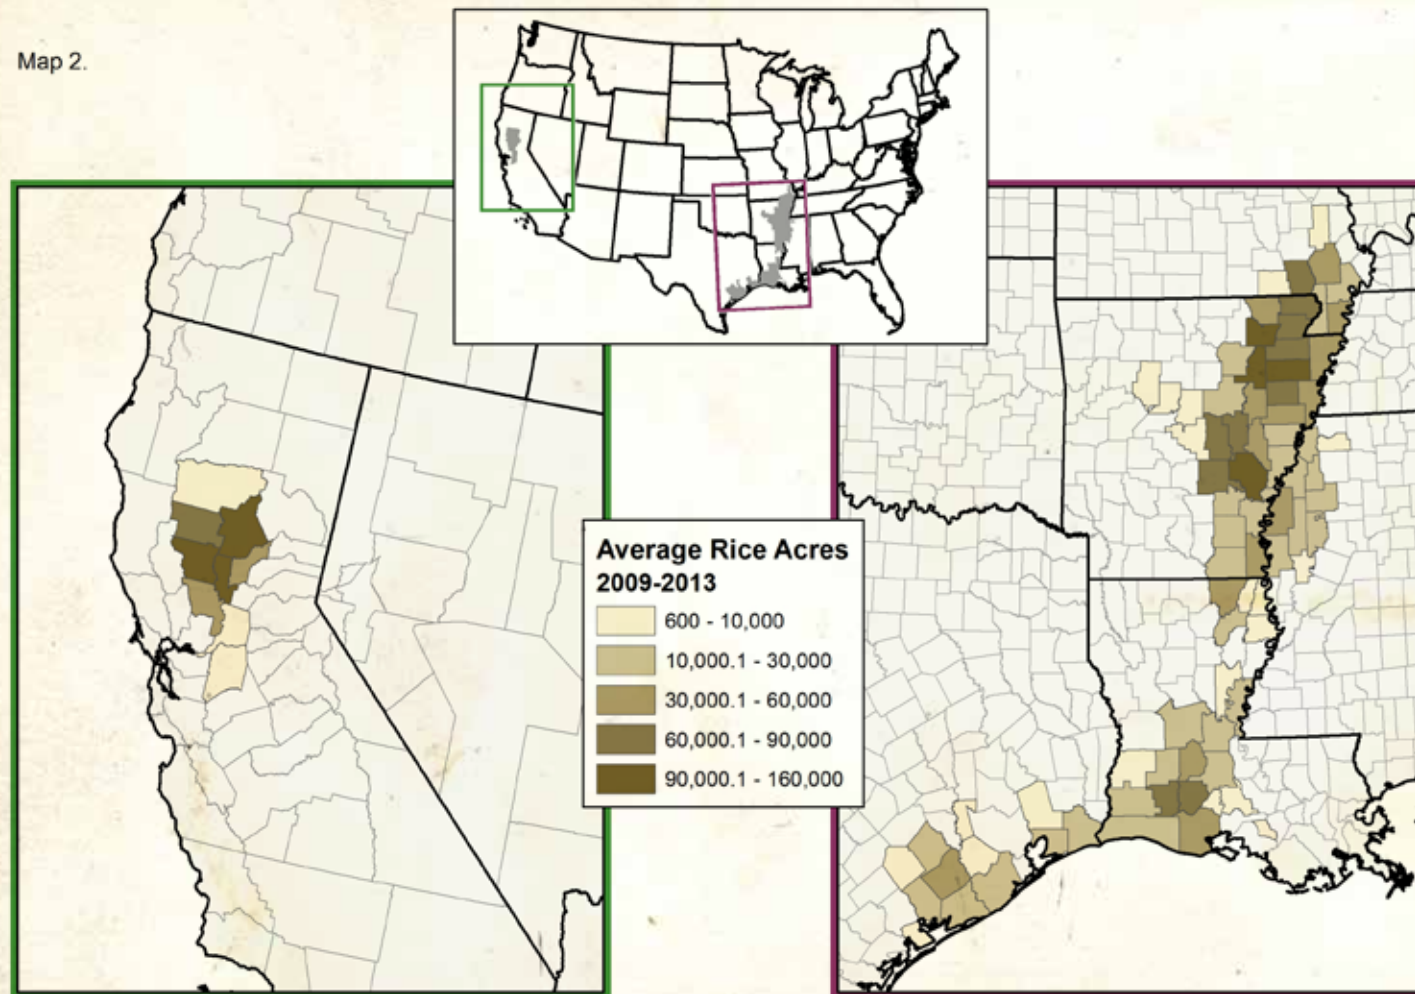 Map 2.
Average Rice Acres
2009-2013
600 - 10,000
10,000.1 - 30,000
30,000.1 - 60,000
60,000.1 - 90,000
90,000.1 - 160,000